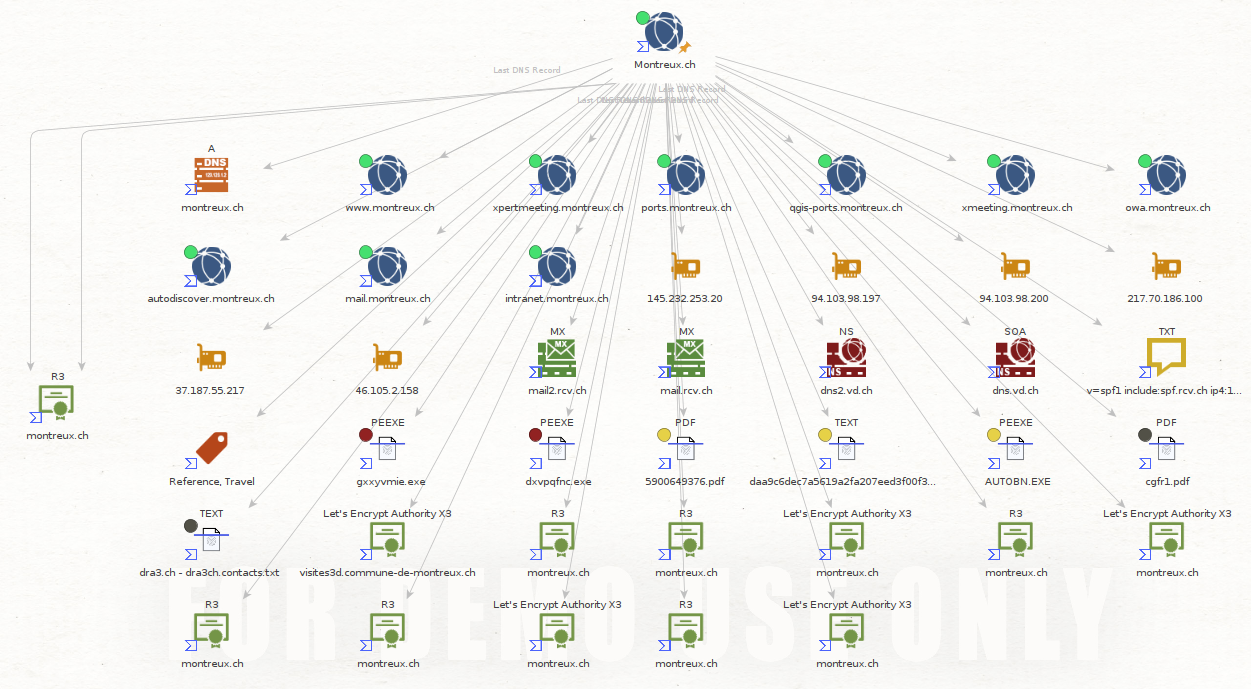 Montreux.ch
Last DNS Record
Last DNS Record
A
montreux.ch
www.montreux.ch
xpertmeeting.montreux.ch
ports.montreux.ch
qgis-ports.montreux.ch
xmeeting.montreux.ch
owa.montreux.ch
DNS
autodiscover.montreux.ch
mail.montreux.ch
intranet.montreux.ch
145.232.253.20
94.103.98.197
94.103.98.200
217.70.186.100
MX
MX
NS
SOA
TXT
MX
MX
NS
NS
37.187.55.217
46.105.2.158
mail2.rcv.ch
mail.rcv.ch
dns2.vd.ch
dns.vd.ch
v=spf1 include:spf.rcv.ch ip4:1...
R3
montreux.ch
PEEXE
PEEXE
PDF
TEXT
PEEXE
PDF
Reference, Travel
gxxyvmie.exe
dxvpqfnc.exe
5900649376.pdf
daa9c6dec7a5619a2fa207eed3f00f3...
AUTOBN.EXE
cgfr1.pdf
TEXT
Let's Encrypt Authority X3
R3
R3
Let's Encrypt Authority X3
R3
Let's Encrypt Authority X3
dra3.ch - dra3ch.contacts.txt
visites3d.commune-de-montreux.ch
montreux.ch
montreux.ch
montreux.ch
montreux.ch
montreux.ch
R3
R3
Let's Encrypt Authority X3
R3
Let's Encrypt Authority X3
montreux.ch
montreux.ch
montreux.ch
montreux.ch
montreux.ch
FOR DEMO USE ONLY